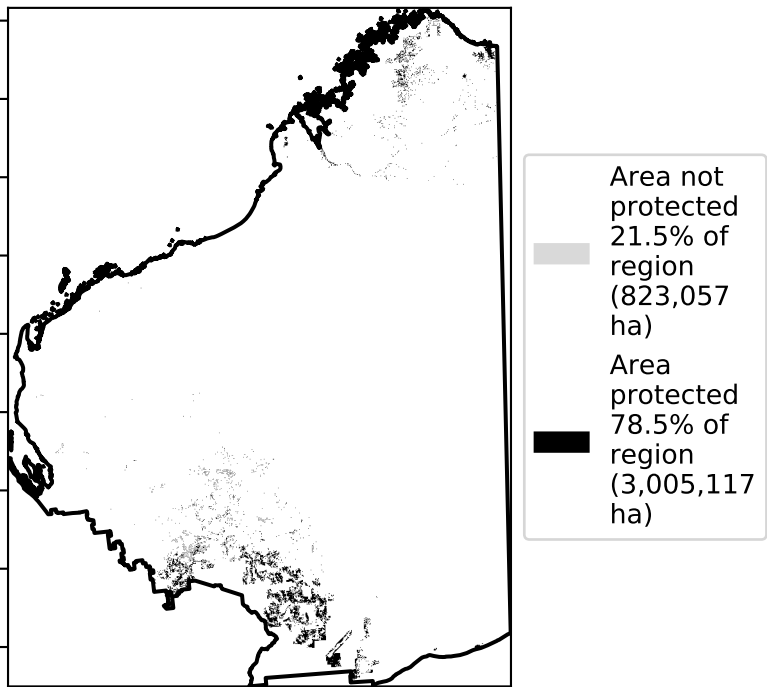 Area not
protected
21.5% of
region
(823,057
ha)
Area
protected
78.5% of
region
(3,005,117
ha)